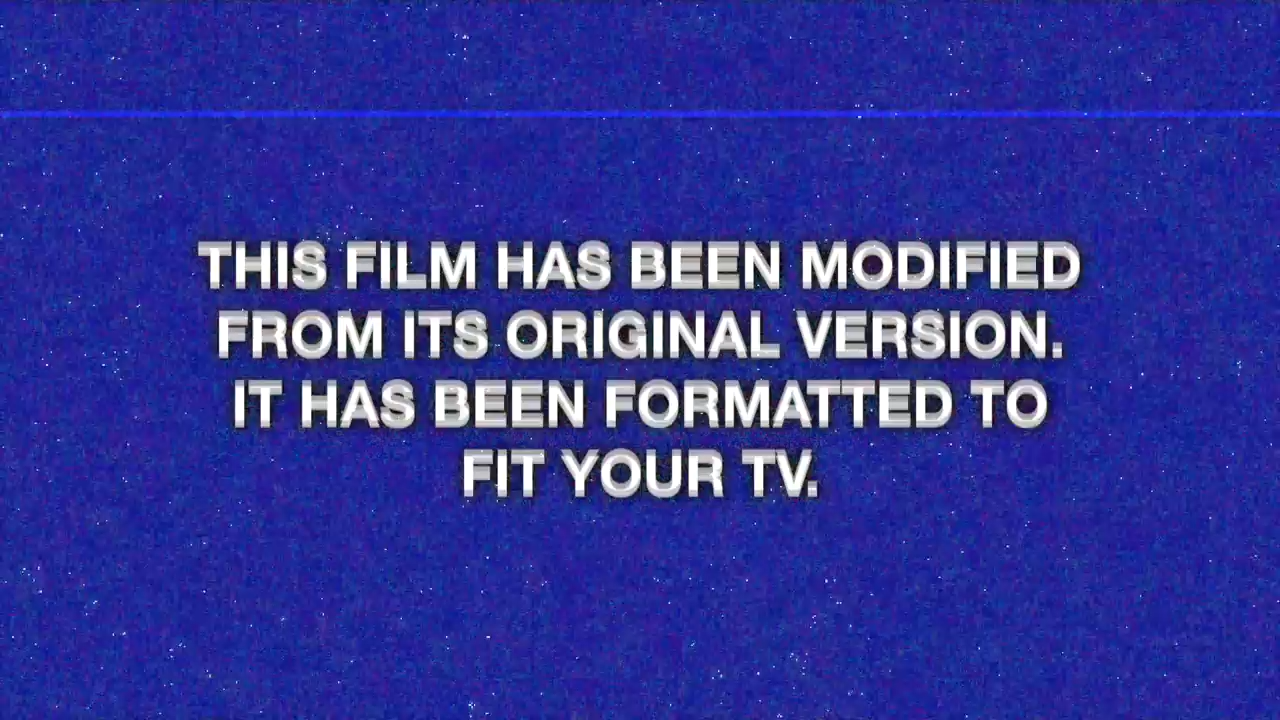 THIS FILM HAS BEEN MODIFIED
FROM ITS ORIGINAL VERSION.
IT HAS BEEN FORMATTED TO
FIT YOUR TV.